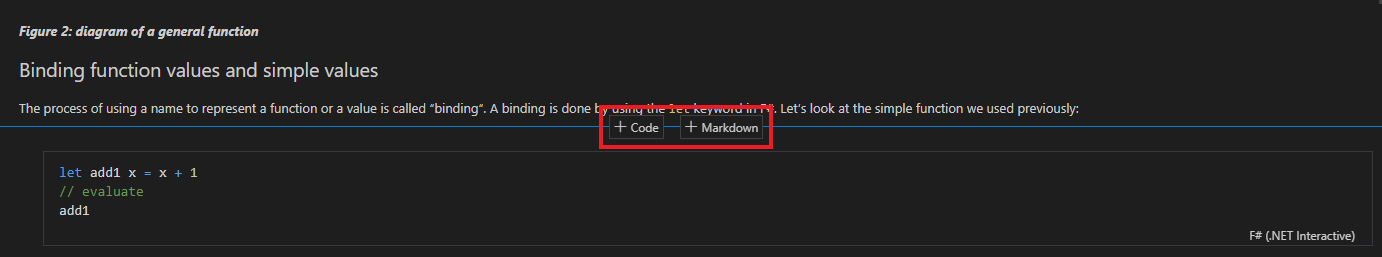 Figure 2: diagram of a general function
Binding function values and simple values
The process of using a name to represent a function or a value is called "binding". A binding is done by using the let keyword in F#. Let's look at the simple function we used previously:
+ Code + Markdown
let add1 x = x + 1
// evaluate
add1
F# (.NET Interactive)